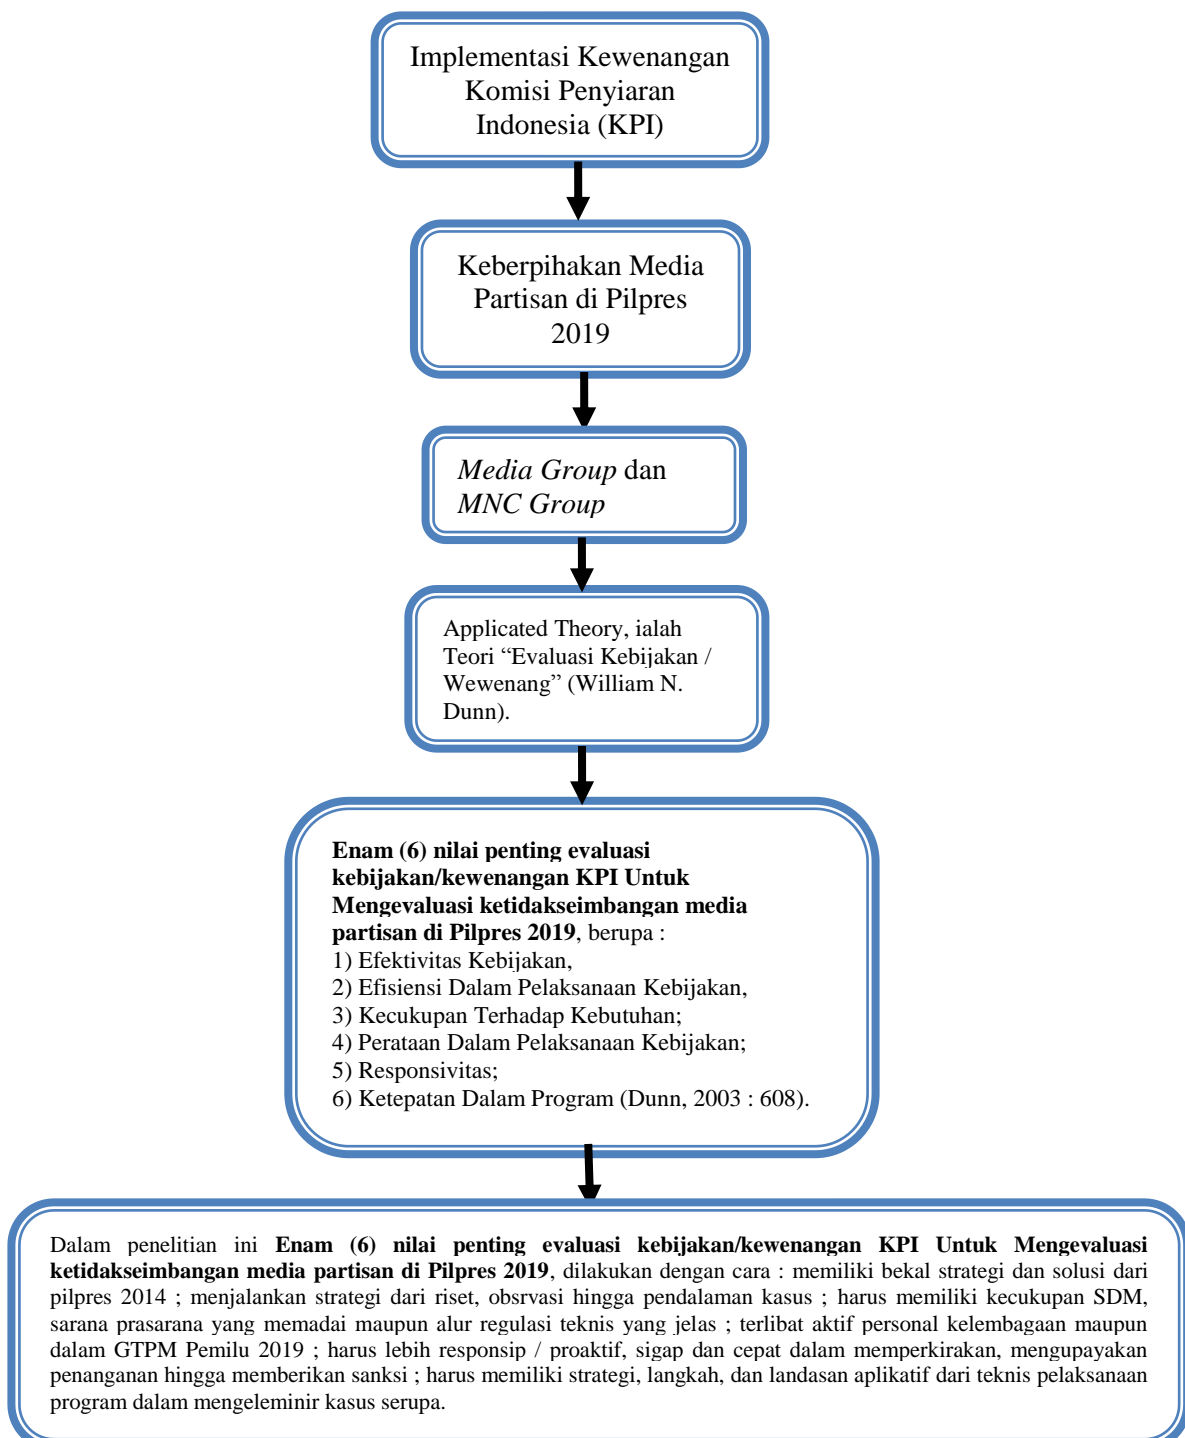 Implementasi Kewenangan
Komisi Penyiaran
Indonesia (KPI)
Keberpihakan Media
Partisan di Pilpres
2019
Media Group dan
MNC Group
Applicated Theory, ialah
Teori “Evaluasi Kebijakan /
Wewenang” (William N.
Dunn).
Enam (6) nilai penting evaluasi
kebijakan/kewenangan KPI Untuk
Mengevaluasi ketidakseimbangan media
partisan di Pilpres 2019, berupa :
1) Efektivitas Kebijakan,
2) Efisiensi Dalam Pelaksanaan Kebijakan,
3) Kecukupan Terhadap Kebutuhan;
4) Perataan Dalam Pelaksanaan Kebijakan;
5) Responsivitas;
6) Ketepatan Dalam Program (Dunn, 2003 : 608).
Dalam penelitian ini Enam (6) nilai penting evaluasi kebijakan/kewenangan KPI Untuk Mengevaluasi
ketidakseimbangan media partisan di Pilpres 2019, dilakukan dengan cara : memiliki bekal strategi dan solusi dari
pilpres 2014 ; menjalankan strategi dari riset, obsrvasi hingga pendalaman kasus ; harus memiliki kecukupan SDM,
sarana prasarana yang memadai maupun alur regulasi teknis yang jelas ; terlibat aktif personal kelembagaan maupun
dalam GTPM Pemilu 2019 ; harus lebih responsip / proaktif, sigap dan cepat dalam memperkirakan, mengupayakan
penanganan hingga memberikan sanksi ; harus memiliki strategi, langkah, dan landasan aplikatif dari teknis pelaksanaan
program dalam mengeleminir kasus serupa.